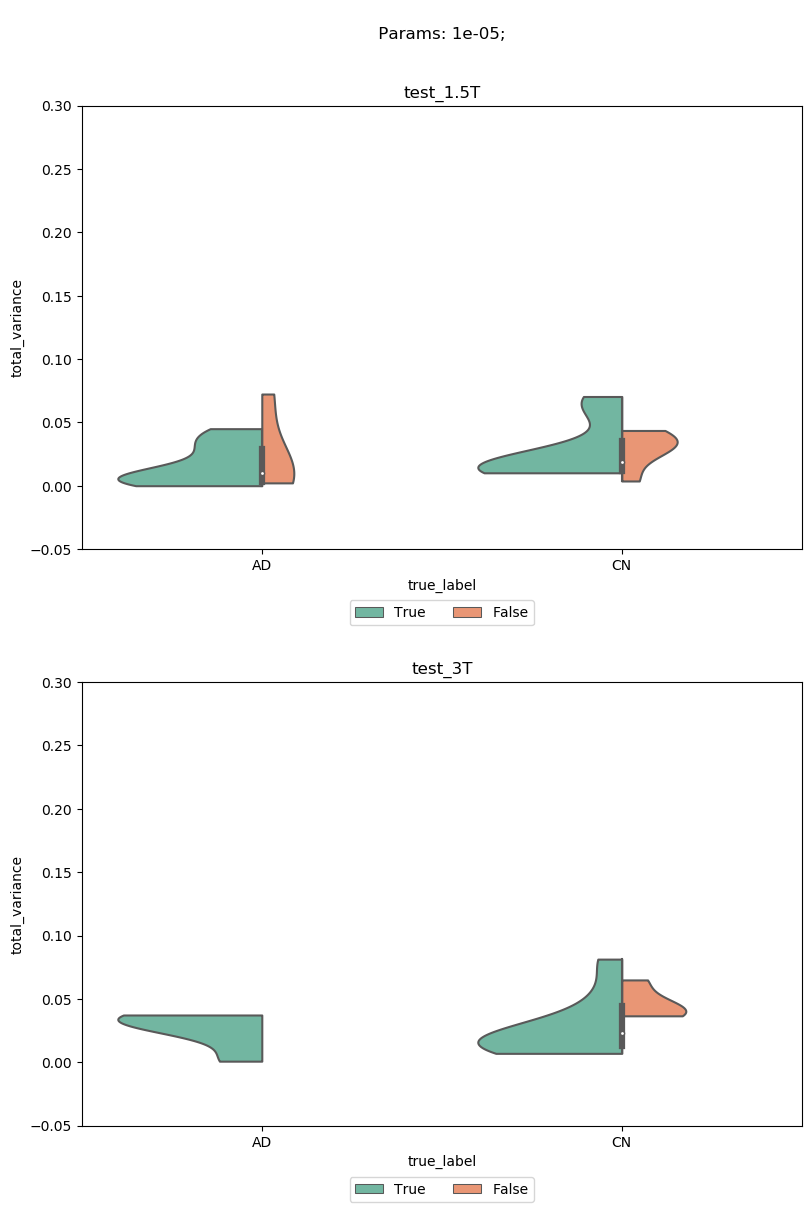 Params: 1e-05;
test_1.5T
0.30
0.25
0.20
0.15
0.10
0.05
0.00
−0.05
total_variance
AD CN
true_label
True False
test_3T
0.30
0.25
0.20
0.15
0.10
0.05
0.00
−0.05
total_variance
AD CN
true_label
True False